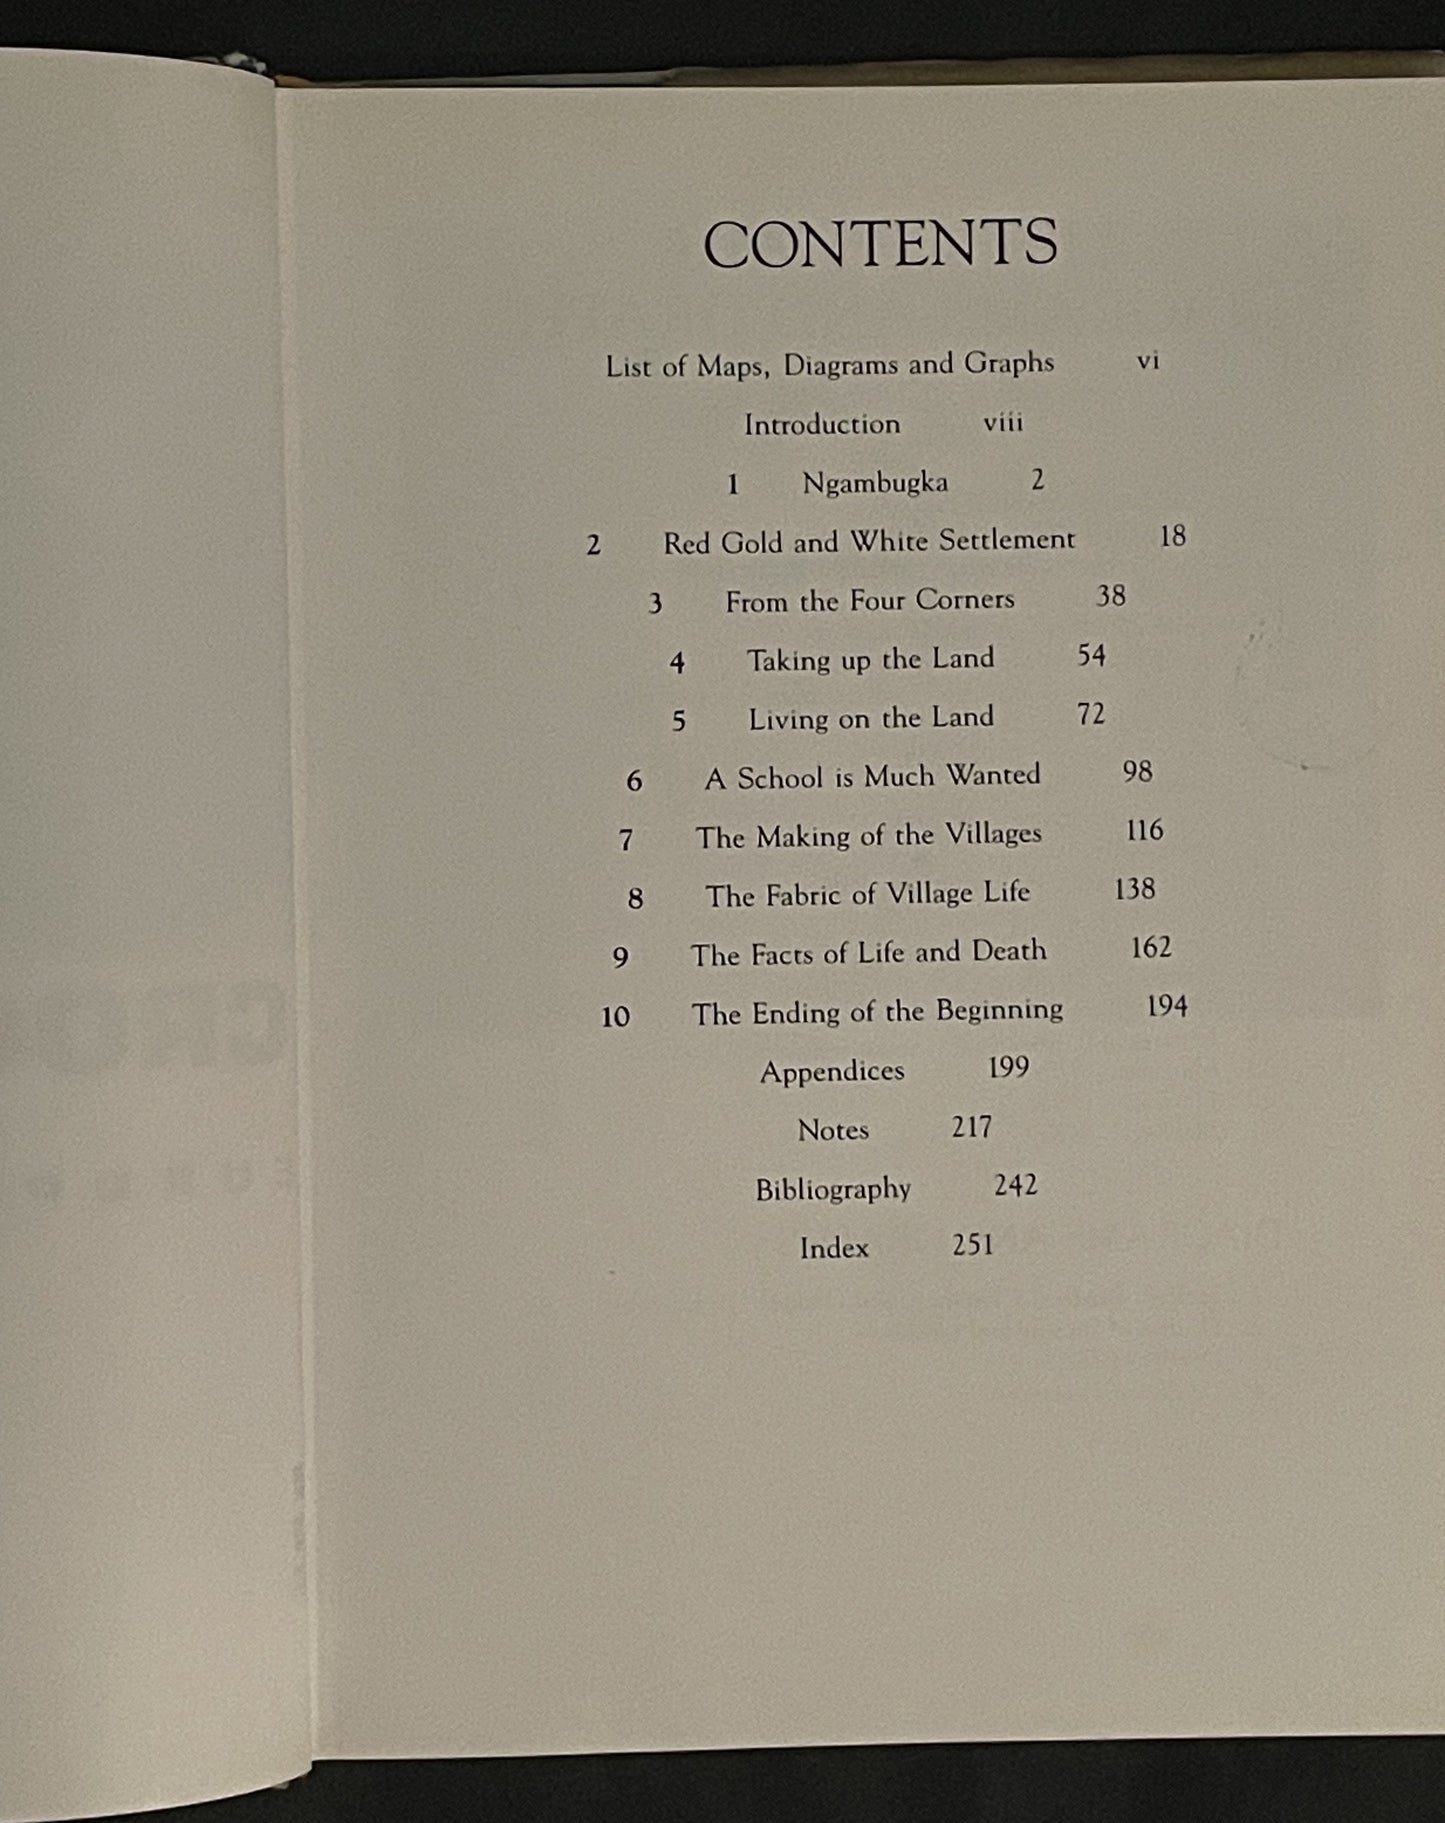 CONTENTS
List of Maps, Diagrams and Graphs vi
Introduction viii
1 Ngambugka 2
2 Red Gold and White Settlement 18
3 From the Four Corners 38
4 Taking up the Land 54
5 Living on the Land 72
6 A School is Much Wanted 98
7 The Making of the Villages 116
8 The Fabric of Village Life 138
9 The Facts of Life and Death 162
10 The Ending of the Beginning 194
Appendices 199
Notes 217
Bibliography 242
Index 251